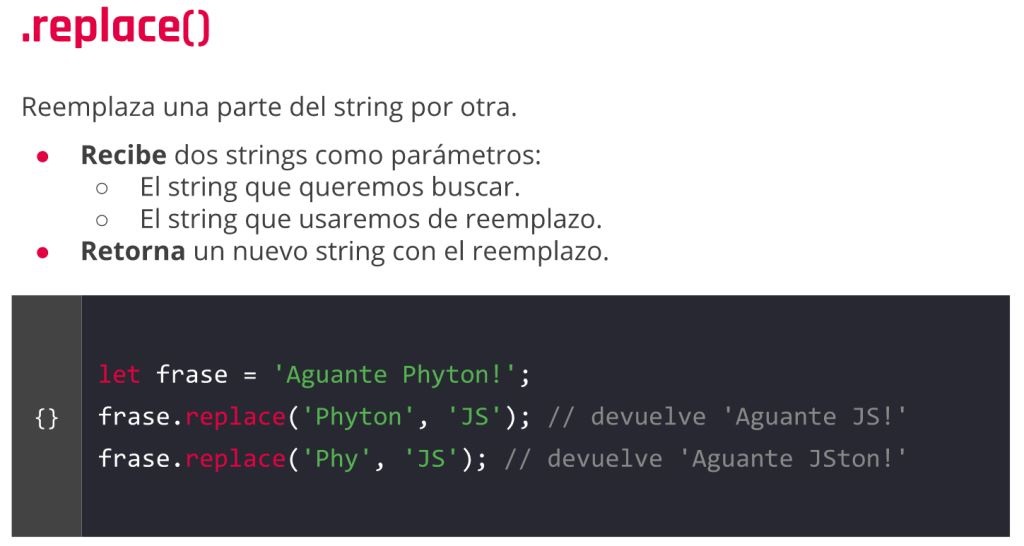 .replace()
Reemplaza una parte del string por otra.
● Recibe dos strings como parámetros:
○ El string que queremos buscar.
○ El string que usaremos de reemplazo.
● Retorna un nuevo string con el reemplazo.
let frase = 'Aguante Phyton!';
{} frase.replace('Phyton', 'JS'); // devuelve 'Aguante JS!'
frase.replace('Phy', 'JS'); // devuelve 'Aguante JSton!'